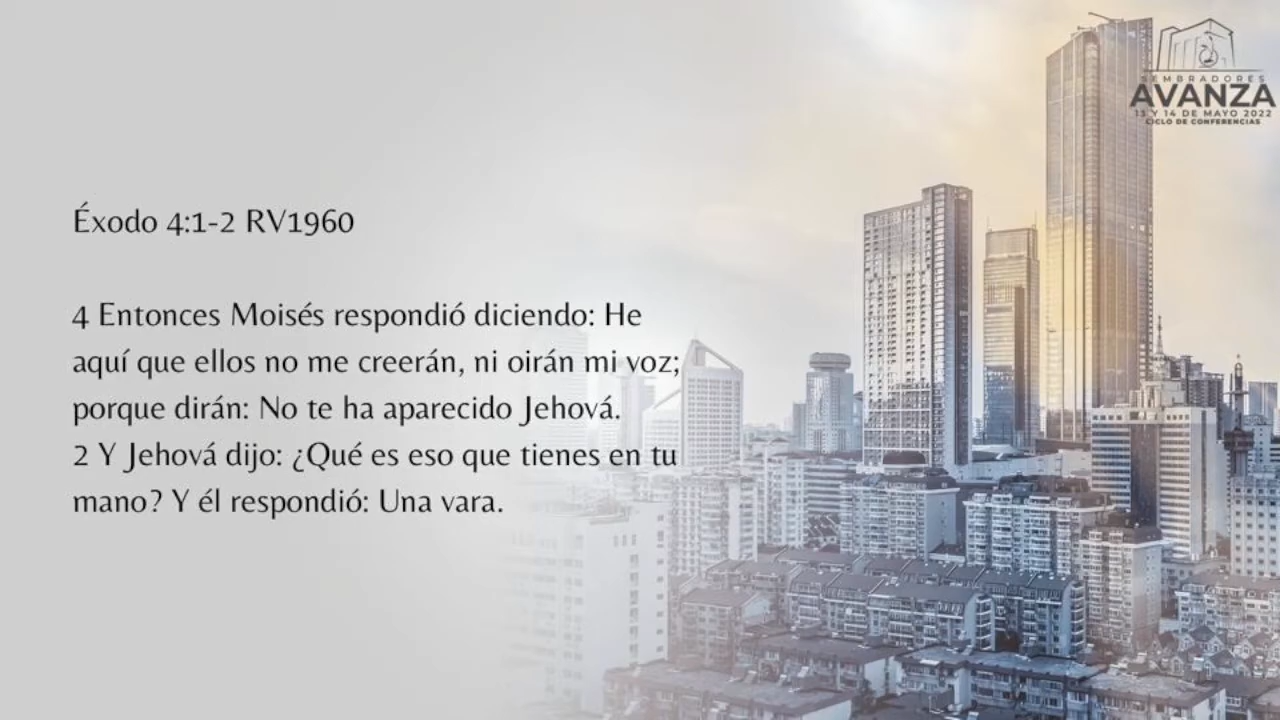 SEMBRADORES
AVANZA
13 Y 14 DE MAYO 2022
CICLO DE CONFERENCIAS
Éxodo 4:1-2 RV1960
4 Entonces Moisés respondió diciendo: He
aquí que ellos no me creerán, ni oirán mi voz;
porque dirán: No te ha aparecido Jehová.
2 Y Jehová dijo: ¿Qué es eso que tienes en tu
mano? Y él respondió: Una vara.